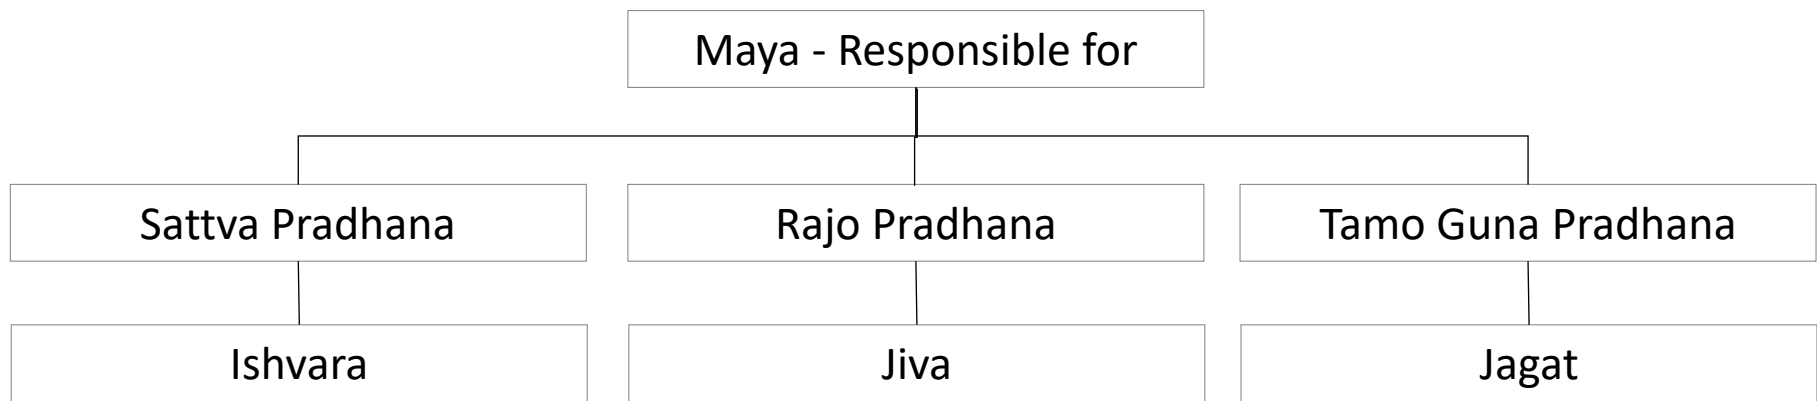 Maya - Responsible for
Sattva Pradhana
Rajo Pradhana
Tamo Guna Pradhana
Ishvara
Jiva
Jagat